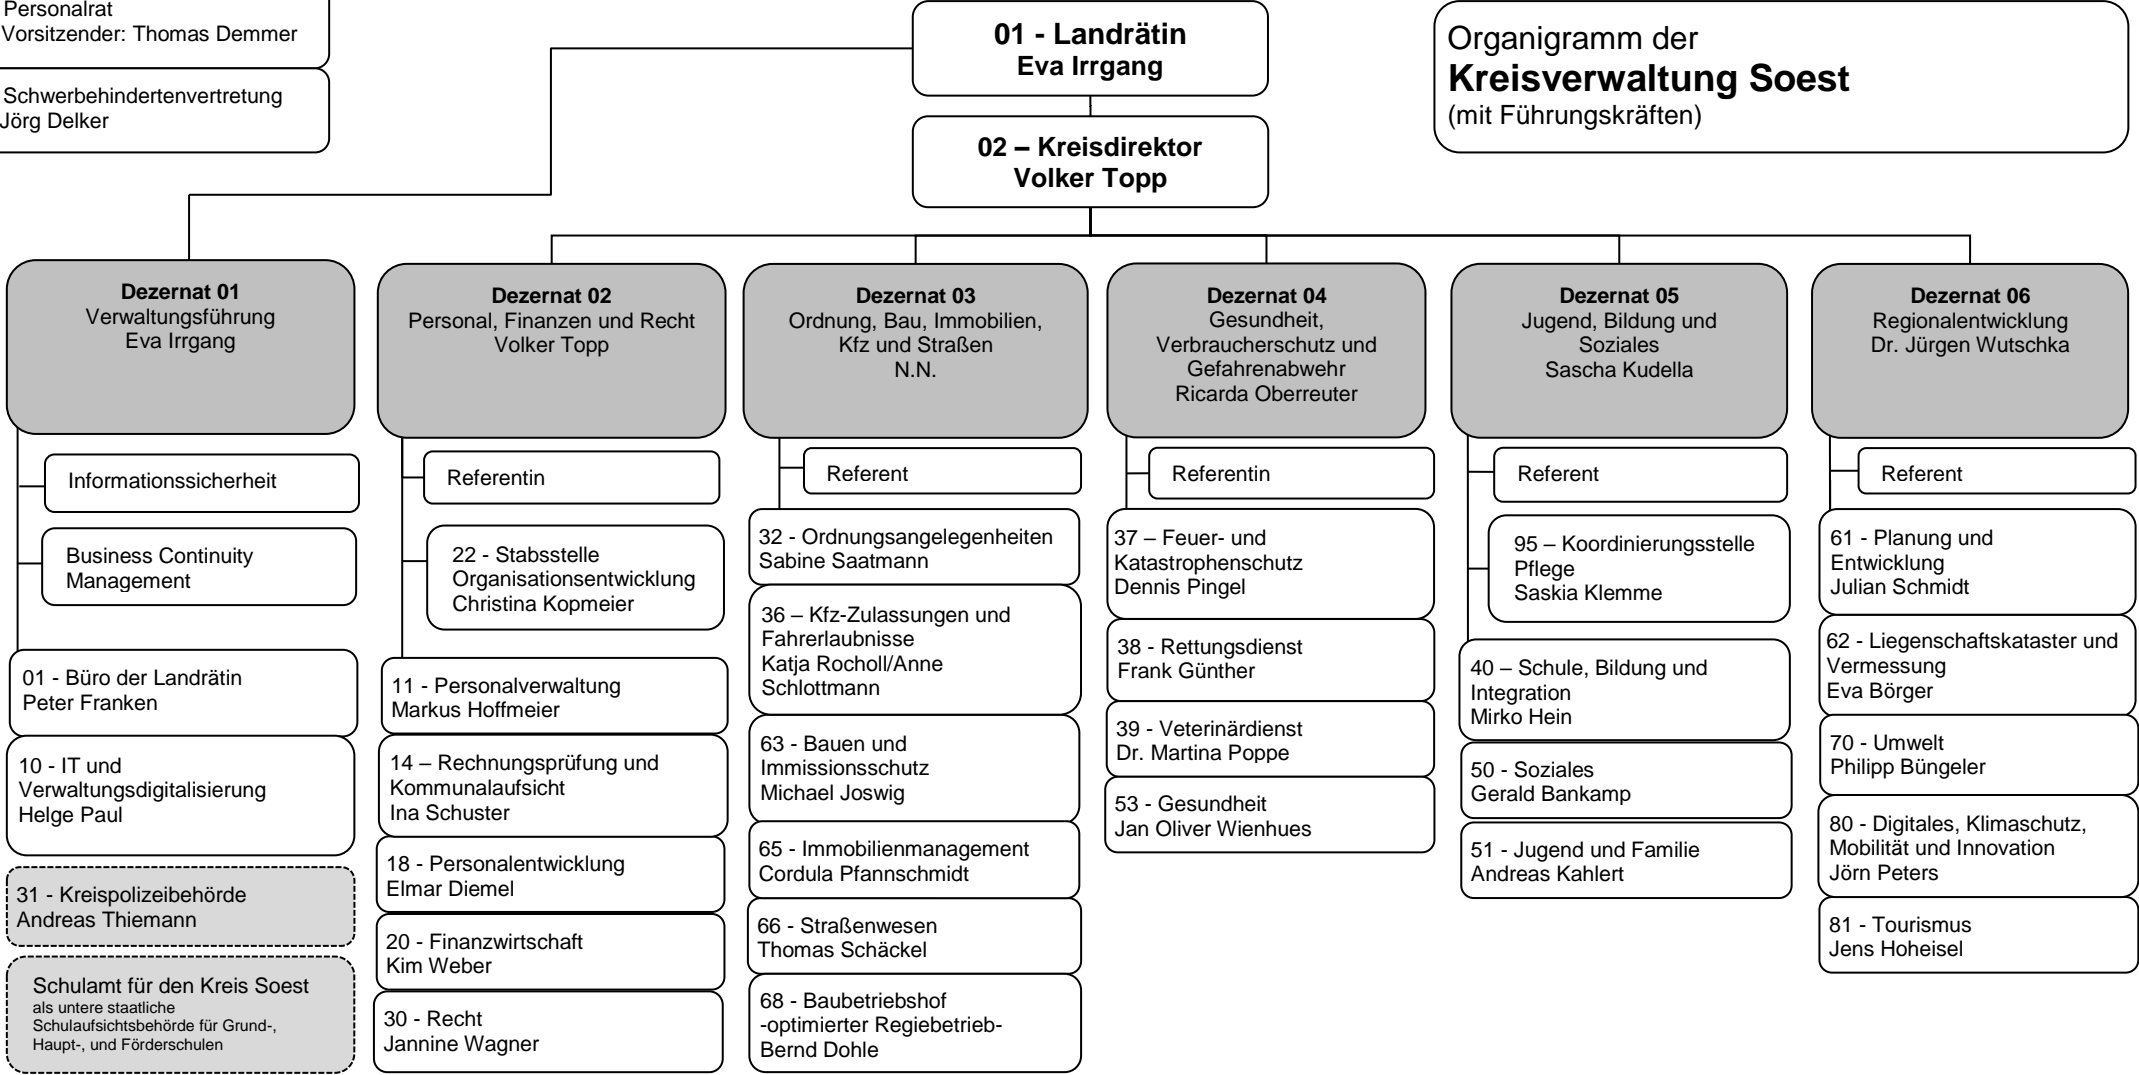 Personalrat
Vorsitzender: Thomas Demmer
Schwerbehindertenvertretung
Jörg Delker
01 - Landrätin
Eva Irrgang
02 – Kreisdirektor
Volker Topp
Organigramm der
Kreisverwaltung Soest
(mit Führungskräften)
Dezernat 01
Verwaltungsführung
Eva Irrgang
Informationssicherheit
Business Continuity
Management
01 - Büro der Landrätin
Peter Franken
10 - IT und
Verwaltungsdigitalisierung
Helge Paul
31 - Kreispolizeibehörde
Andreas Thiemann
Schulamt für den Kreis Soest
als untere staatliche
Schulaufsichtsbehörde für Grund-,
Haupt-, und Förderschulen
Dezernat 02
Personal, Finanzen und Recht
Volker Topp
Referentin
22 - Stabsstelle
Organisationsentwicklung
Christina Kopmeier
11 - Personalverwaltung
Markus Hoffmeier
14 – Rechnungsprüfung und
Kommunalaufsicht
Ina Schuster
18 - Personalentwicklung
Elmar Diemel
20 - Finanzwirtschaft
Kim Weber
30 - Recht
Jannine Wagner
Dezernat 03
Ordnung, Bau, Immobilien,
Kfz und Straßen
N.N.
Referent
32 - Ordnungsangelegenheiten
Sabine Saatmann
36 – Kfz-Zulassungen und
Fahrerlaubnisse
Katja Rocholl/Anne
Schlottmann
63 - Bauen und
Immissionsschutz
Michael Joswig
65 - Immobilienmanagement
Cordula Pfannschmidt
66 - Straßenwesen
Thomas Schäckel
68 - Baubetriebshof
-optimierter Regiebetrieb-
Bernd Dohle
Dezernat 04
Gesundheit,
Verbraucherschutz und
Gefahrenabwehr
Ricarda Oberreuter
Referentin
37 – Feuer- und
Katastrophenschutz
Dennis Pingel
38 - Rettungsdienst
Frank Günther
39 - Veterinärdienst
Dr. Martina Poppe
53 - Gesundheit
Jan Oliver Wienhues
Dezernat 05
Jugend, Bildung und
Soziales
Sascha Kudella
Referent
95 – Koordinierungsstelle
Pflege
Saskia Klemme
40 – Schule, Bildung und
Integration
Mirko Hein
50 - Soziales
Gerald Bankamp
51 - Jugend und Familie
Andreas Kahlert
Dezernat 06
Regionalentwicklung
Dr. Jürgen Wutschka
Referent
61 - Planung und
Entwicklung
Julian Schmidt
62 - Liegenschaftskataster und
Vermessung
Eva Börger
70 - Umwelt
Philipp Büngeler
80 - Digitales, Klimaschutz,
Mobilität und Innovation
Jörn Peters
81 - Tourismus
Jens Hoheisel